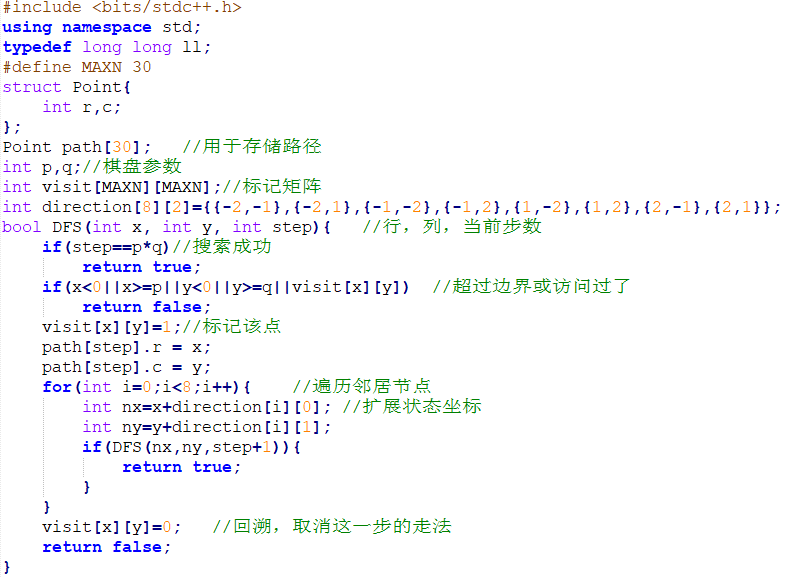 #include <bits/stdc++.h>
using namespace std;
typedef long long ll;
#define MAXN 30
struct Point{
    int r,c;
};
Point path[30];   //用于存储路径
int p,q;//棋盘参数
int visit[MAXN][MAXN];//标记矩阵
int direction[8][2]={{-2,-1},{-2,1},{-1,-2},{-1,2},{1,-2},{1,2},{2,-1},{2,1}};
bool DFS(int x, int y, int step){   //行，列，当前步数
    if(step==p*q)//搜索成功
        return true;
    if(x<0||x>=p||y<0||y>=q||visit[x][y])  //超过边界或访问过了
        return false;
    visit[x][y]=1;//标记该点
    path[step].r = x;
    path[step].c = y;
    for(int i=0;i<8;i++){    //遍历邻居节点
        int nx=x+direction[i][0]; //扩展状态坐标
        int ny=y+direction[i][1];
        if(DFS(nx,ny,step+1)){
            return true;
        }
    }
    visit[x][y]=0;   //回溯，取消这一步的走法
    return false;
}